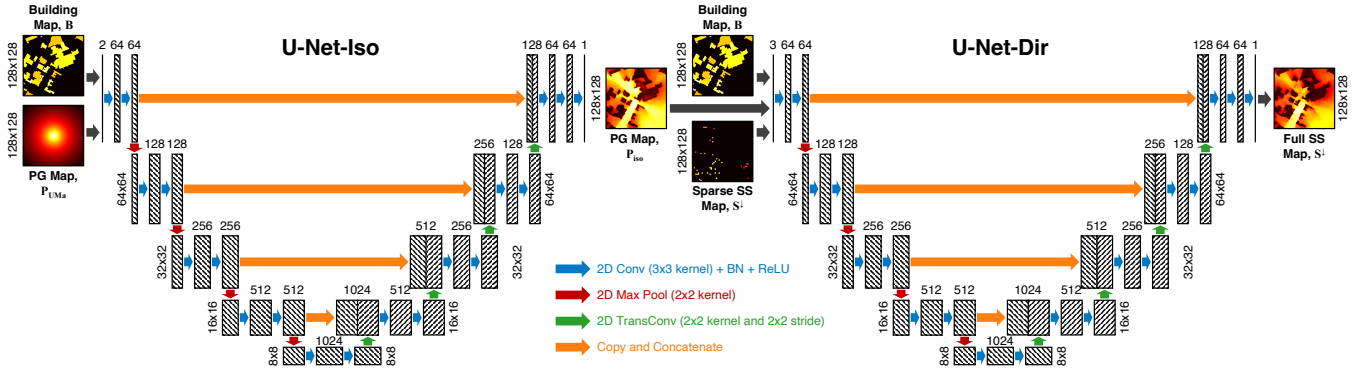 Building
Map, B
128x128
128x128
PG Map,
P_UMa
U-Net-Iso
2 64 64
128 64 64 1
128x128
128 128
64x64
256 128
64x64
256 256
32x32
512 256
32x32
512 512
16x16
1024 512
16x16
1024
8x8
8x8
PG Map,
P_iso
Building
Map, B
128x128
128x128
Sparse SS
Map, S↓
U-Net-Dir
3 64 64
128 64 64 1
128x128
Full SS
Map, S↓
128 128
64x64
256 128
64x64
256 256
32x32
512 256
32x32
512 512
16x16
1024 512
16x16
1024
8x8
8x8
2D Conv (3x3 kernel) + BN + ReLU
2D Max Pool (2x2 kernel)
2D TransConv (2x2 kernel and 2x2 stride)
Copy and Concatenate